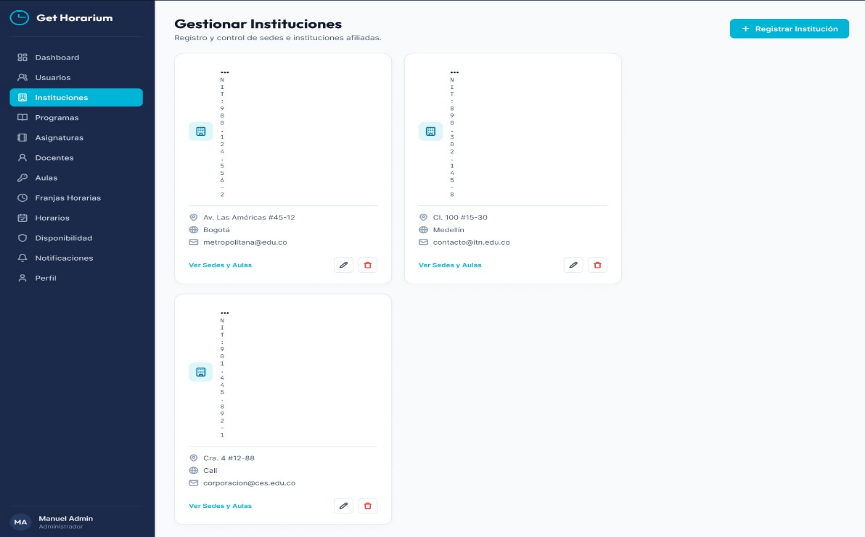 Get Horarium
Dashboard
Usuarios
Instituciones
Programas
Asignaturas
Docentes
Aulas
Franjas Horarias
Horarios
Disponibilidad
Notificaciones
Perfil
MA
Manuel Admin
Administrador
Gestionar Instituciones
Registro y control de sedes e instituciones afiliadas.
+ Registrar Institución
...
NIT:900.124.556-2
Av. Las Américas #45-12
Bogotá
metropolitana@edu.co
Ver Sedes y Aulas
...
NIT:890.302.145-8
Cl. 100 #15-30
Medellín
contacto@itn.edu.co
Ver Sedes y Aulas
...
NIT:901.445.892-1
Cra. 4 #12-88
Cali
corporacion@ces.edu.co
Ver Sedes y Aulas